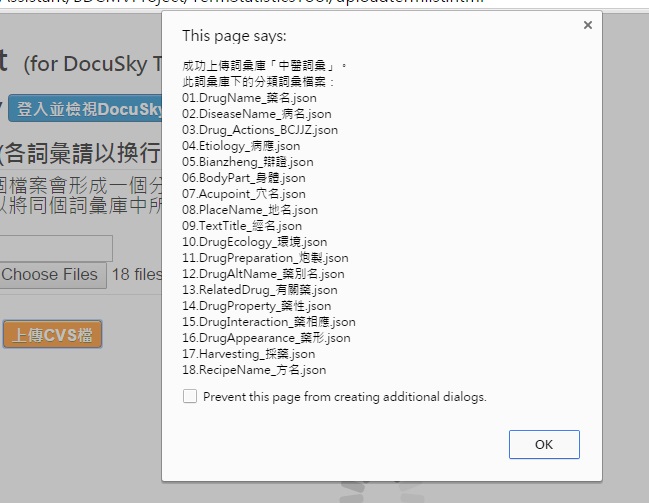 This page says:
t (for DocuSky T
成功上傳詞彙庫「中醫詞彙」。
此詞彙庫下的分類詞彙檔案：
01.DrugName_藥名.json
登入並檢視DocuSky
02.DiseaseName_病名.json
03.Drug_Actions_BCJJZ.json
04.Etiology_病應.json
(各詞彙請以換行
05.Bianzheng_辯證.json
06.BodyPart_身體.json
個檔案會形成一個分
07.Acupoint_穴名.json
以將同個詞彙庫中所
08.PlaceName_地名.json
09.TextTitle_經名.json
10.DrugEcology_環境.json
11.DrugPreparation_炮製.json
Choose Files 18 files
12.DrugAltName_藥別名.json
13.RelatedDrug_有關藥.json
14.DrugProperty_藥性.json
15.DrugInteraction_藥相應.json
上傳CVS檔
16.DrugAppearance_藥形.json
17.Harvesting_採藥.json
18.RecipeName_方名.json
Prevent this page from creating additional dialogs.
OK